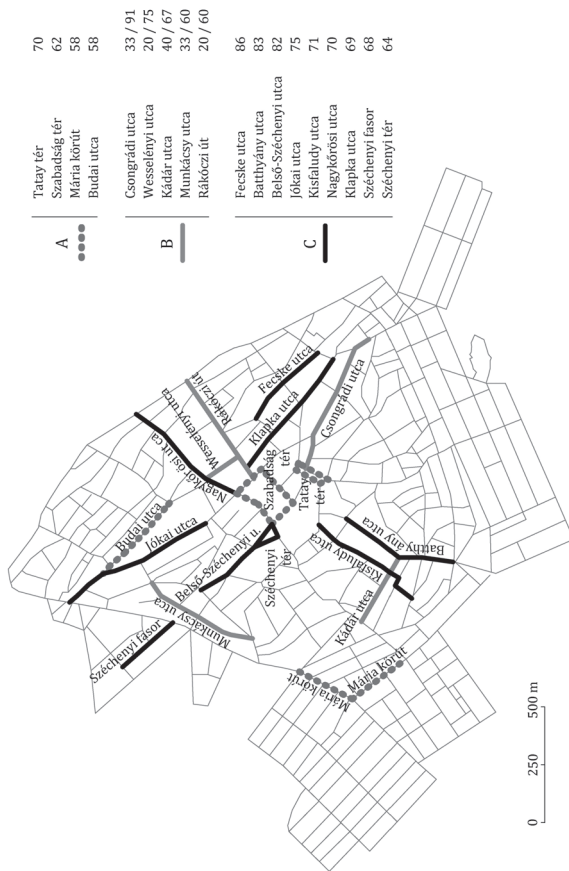 A
Tatay tér 70
Szabadság tér 62
Mária körút 58
Budai utca 58
B
Csongrádi utca 33 / 91
Wesselényi utca 20 / 75
Kádár utca 40 / 67
Munkácsy utca 33 / 60
Rákóczi út 20 / 60
C
Fecske utca 86
Batthyány utca 83
Belső-Széchenyi utca 82
Jókai utca 75
Kisfaludy utca 71
Nagykőrösi utca 70
Klapka utca 69
Széchenyi fasor 68
Széchenyi tér 64
Széchenyi fasor
Budai utca
Jókai utca
Munkácsy utca
Belső-Széchenyi u.
Nagykőrösi utca
Wesselényi utca
Rákóczi út
Fecske utca
Klapka utca
Csongrádi utca
Szabadság
tér
Tatay
tér
Széchenyi
tér
Kisfaludy utca
Batthyány utca
Kádár utca
Mária körút
Mária körút
0 250 500 m